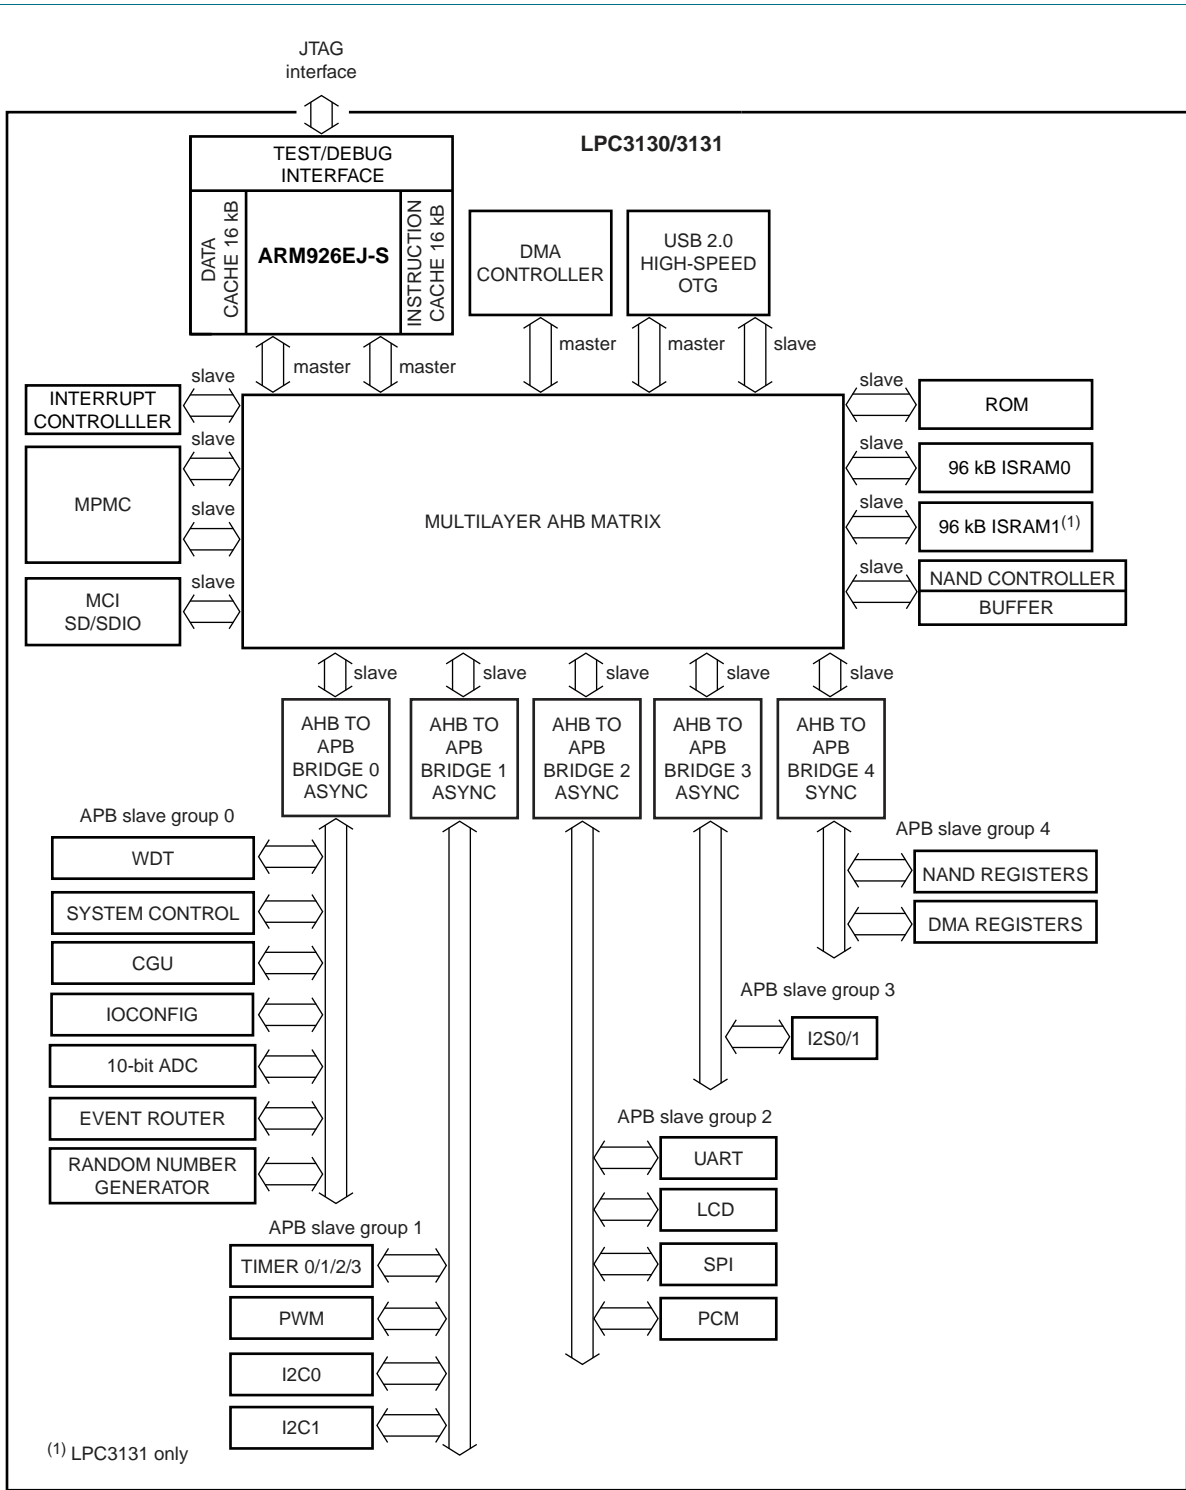 JTAG
interface
LPC3130/3131
TEST/DEBUG
INTERFACE
DATA
CACHE 16 kB
ARM926EJ-S
INSTRUCTION
CACHE 16 kB
DMA
CONTROLLER
USB 2.0
HIGH-SPEED
OTG
master
master
master
master
slave
INTERRUPT
CONTROLLLER
slave
slave
MPMC
slave
slave
MCI
SD/SDIO
MULTILAYER AHB MATRIX
slave
ROM
slave
96 kB ISRAM0
slave
96 kB ISRAM1(1)
slave
NAND CONTROLLER
BUFFER
slave
slave
slave
slave
slave
AHB TO
APB
BRIDGE 0
ASYNC
AHB TO
APB
BRIDGE 1
ASYNC
AHB TO
APB
BRIDGE 2
ASYNC
AHB TO
APB
BRIDGE 3
ASYNC
AHB TO
APB
BRIDGE 4
SYNC
APB slave group 0
WDT
SYSTEM CONTROL
CGU
IOCONFIG
10-bit ADC
EVENT ROUTER
RANDOM NUMBER
GENERATOR
APB slave group 4
NAND REGISTERS
DMA REGISTERS
APB slave group 3
I2S0/1
APB slave group 2
UART
LCD
SPI
PCM
APB slave group 1
TIMER 0/1/2/3
PWM
I2C0
I2C1
(1) LPC3131 only